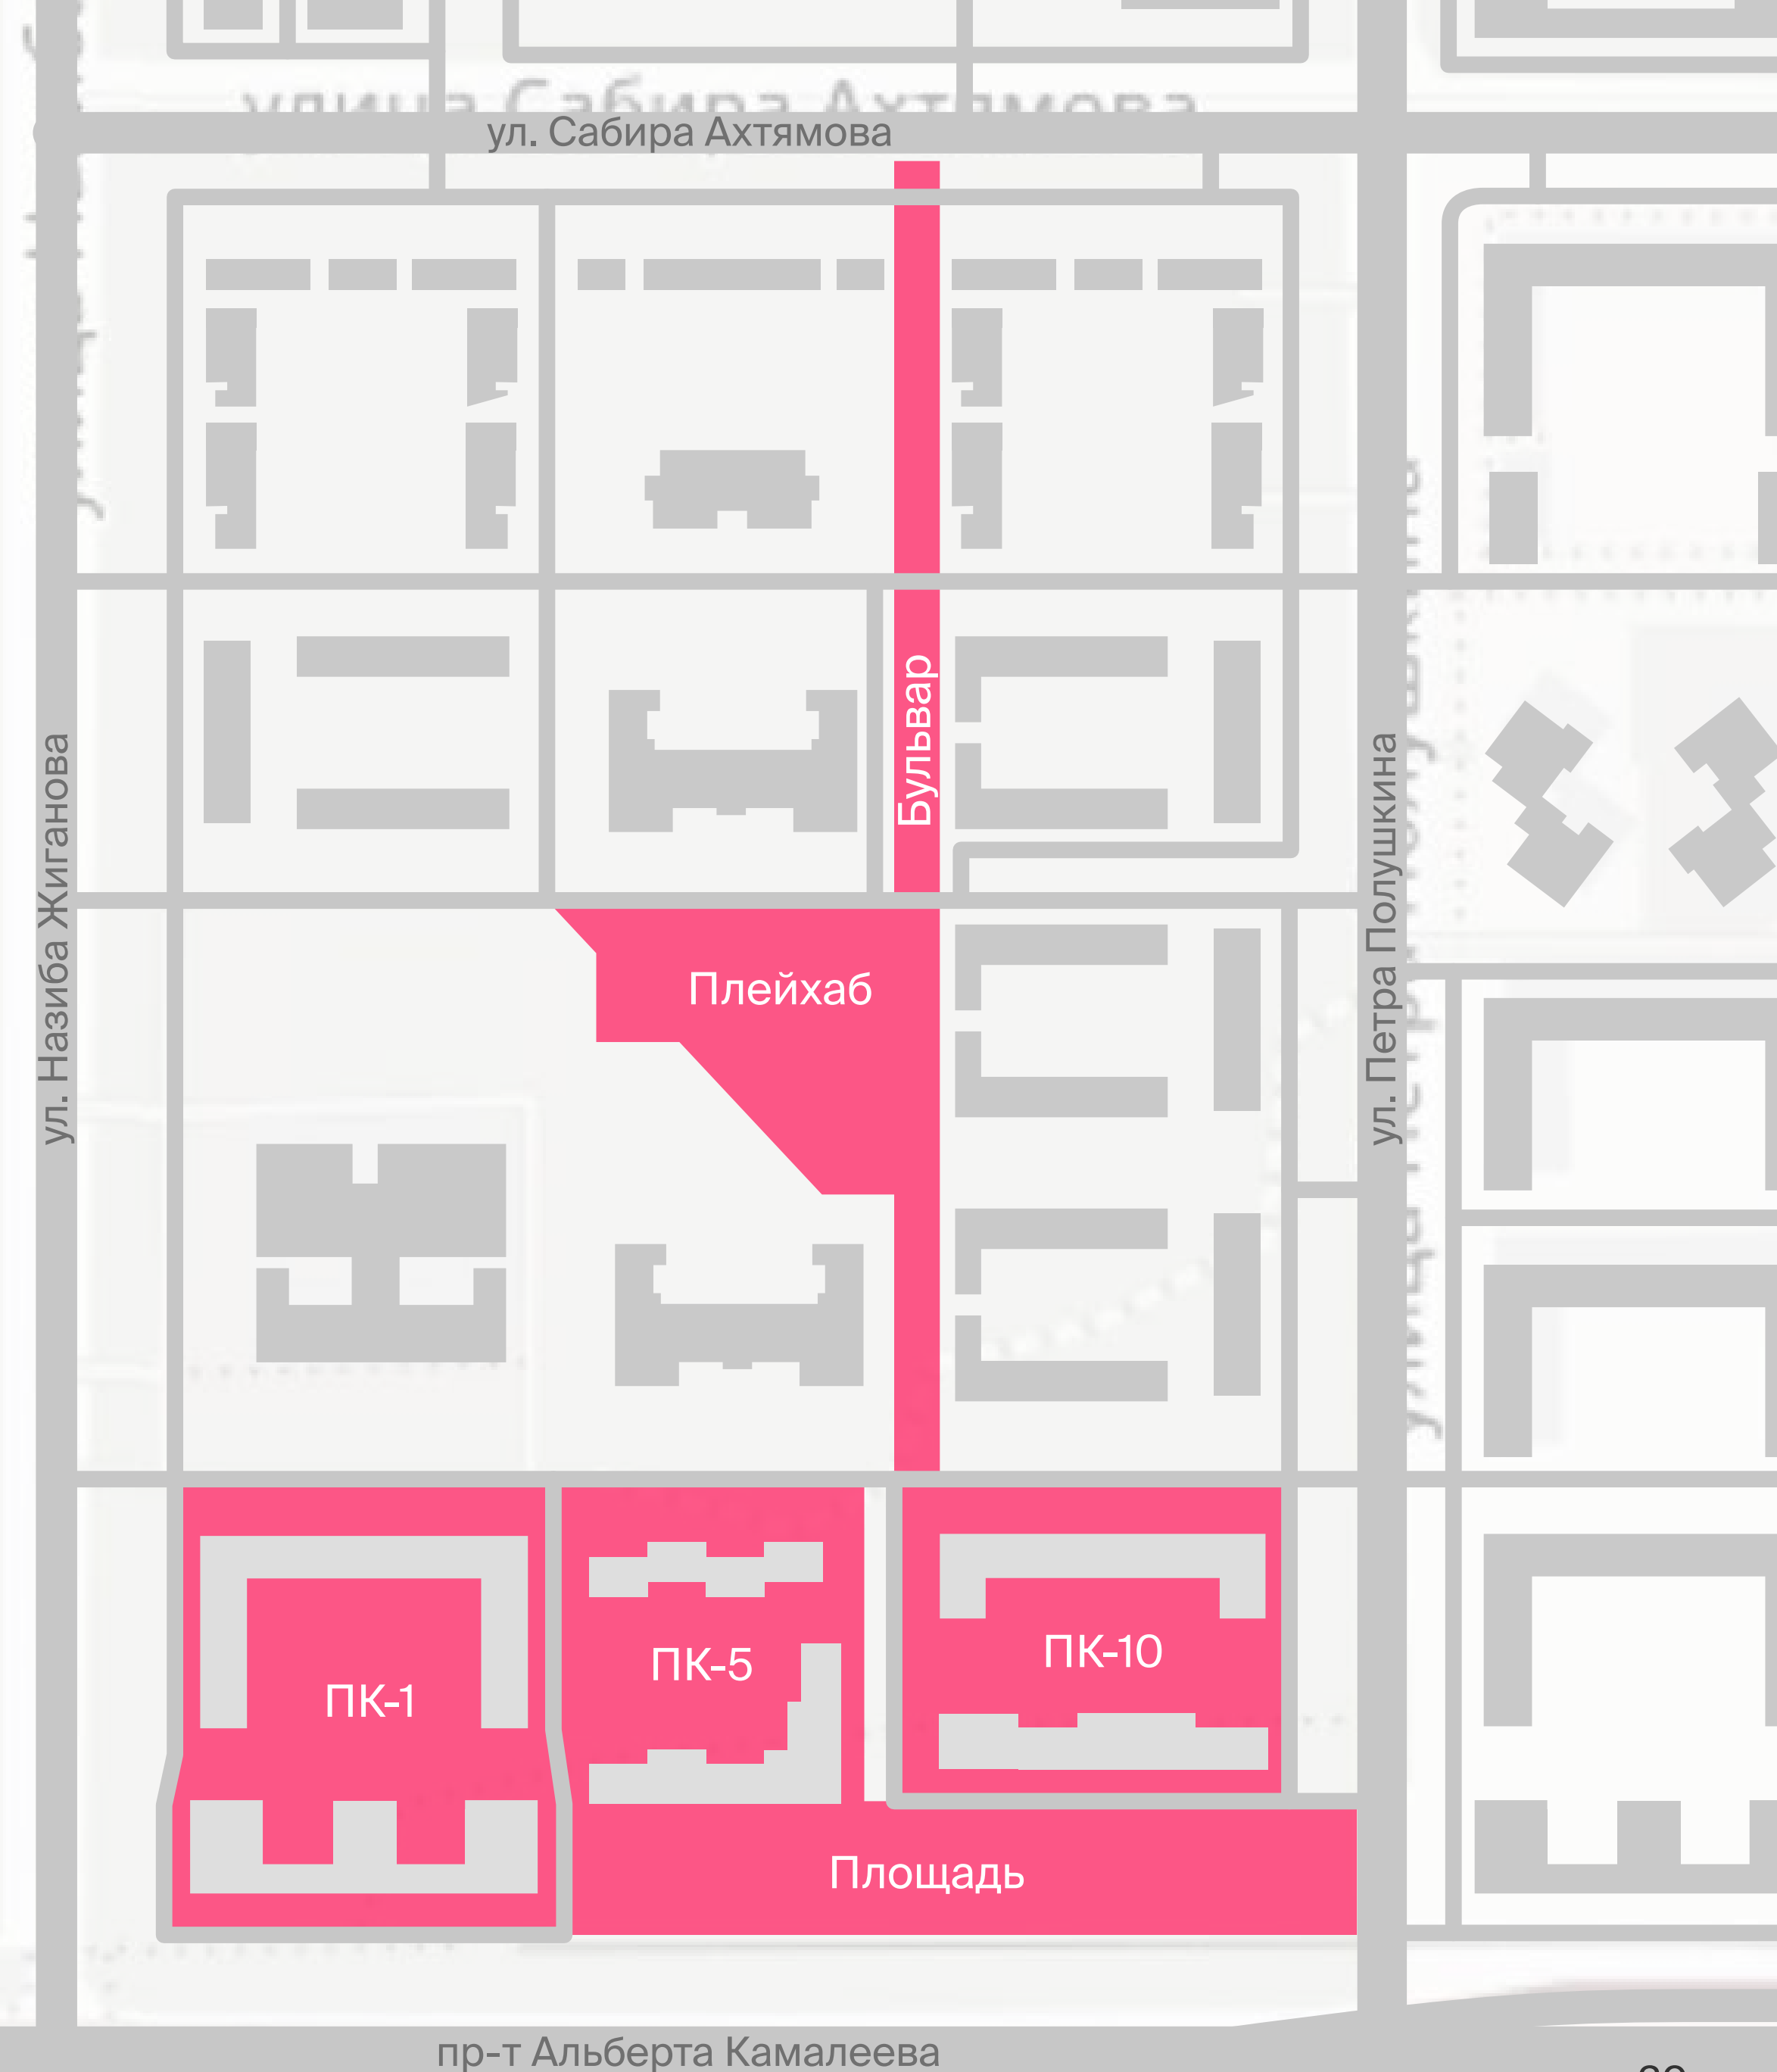 ул. Сабира Ахтямова
Бульвар
ул. Назиба Жиганова
ул. Петра Полушкина
Плейхаб
ПК-1
ПК-5
ПК-10
Площадь
пр-т Альберта Камалеева